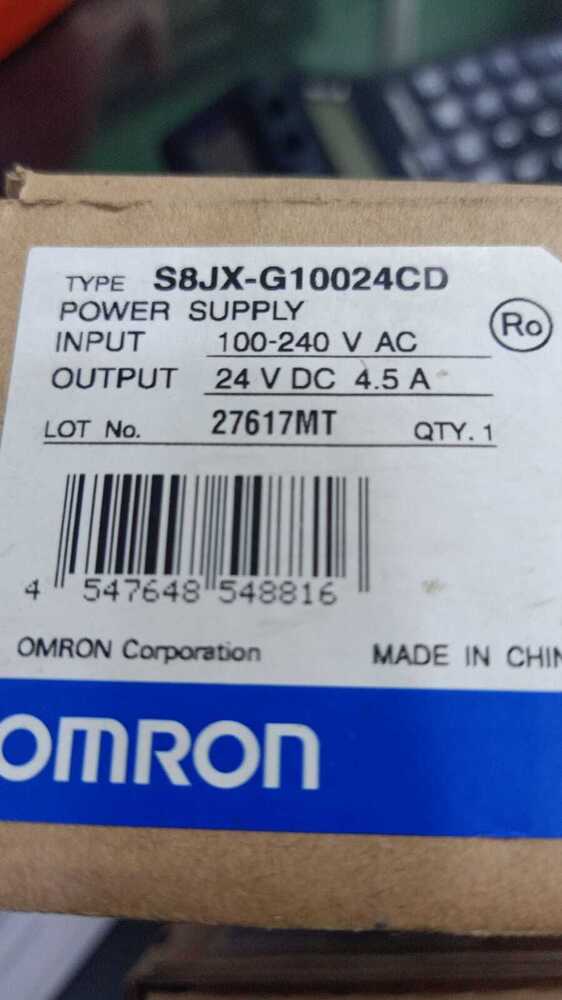 TYPE S8JX-G10024CD
POWER SUPPLY
Ro
INPUT 100-240 V AC
OUTPUT 24 V DC 4.5 A
LOT No. 27617MT QTY. 1
4 547648 548816
OMRON Corporation MADE IN CHIN
OMRON